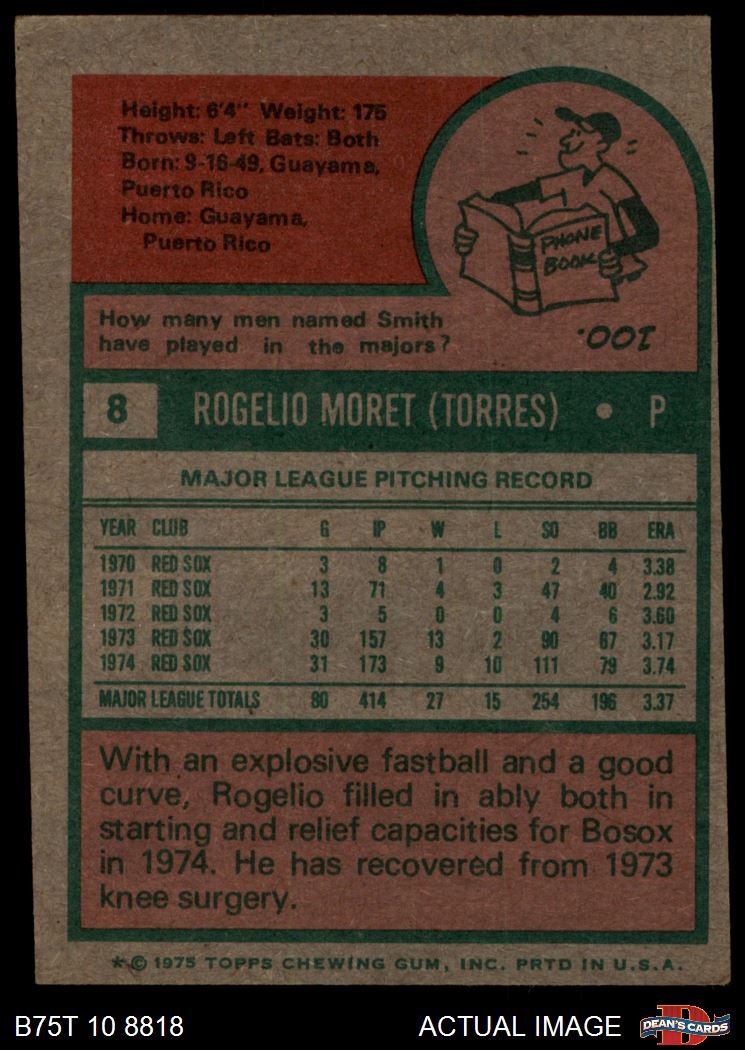 Height: 6'4" Weight: 175
Throws: Left Bats: Both
Born: 9-16-49, Guayama,
Puerto Rico
Home: Guayama,
Puerto Rico
PHONE
BOOK
How many men named Smith
have played in the majors?
100.
8 ROGELIO MORET (TORRES) • P
MAJOR LEAGUE PITCHING RECORD
YEAR CLUB G IP W L SO BB ERA
1970 RED SOX 3 8 1 0 2 4 3.38
1971 RED SOX 13 71 4 3 47 40 2.92
1972 RED SOX 3 5 0 0 4 6 3.60
1973 RED SOX 30 157 13 2 90 67 3.17
1974 RED SOX 31 173 9 10 111 79 3.74
MAJOR LEAGUE TOTALS 80 414 27 15 254 196 3.37
With an explosive fastball and a good
curve, Rogelio filled in ably both in
starting and relief capacities for Bosox
in 1974. He has recovered from 1973
knee surgery.
*© 1975 TOPPS CHEWING GUM, INC. PRTD IN U.S.A.
B75T 10 8818 ACTUAL IMAGE
D
DEAN'S CARDS